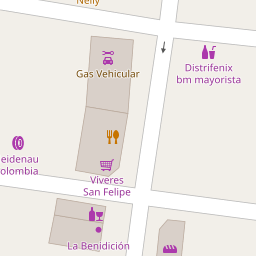 Nelly
Gas Vehicular
Distrifenix
bm mayorista
eidenau
olombia
Viveres
San Felipe
La Benidición